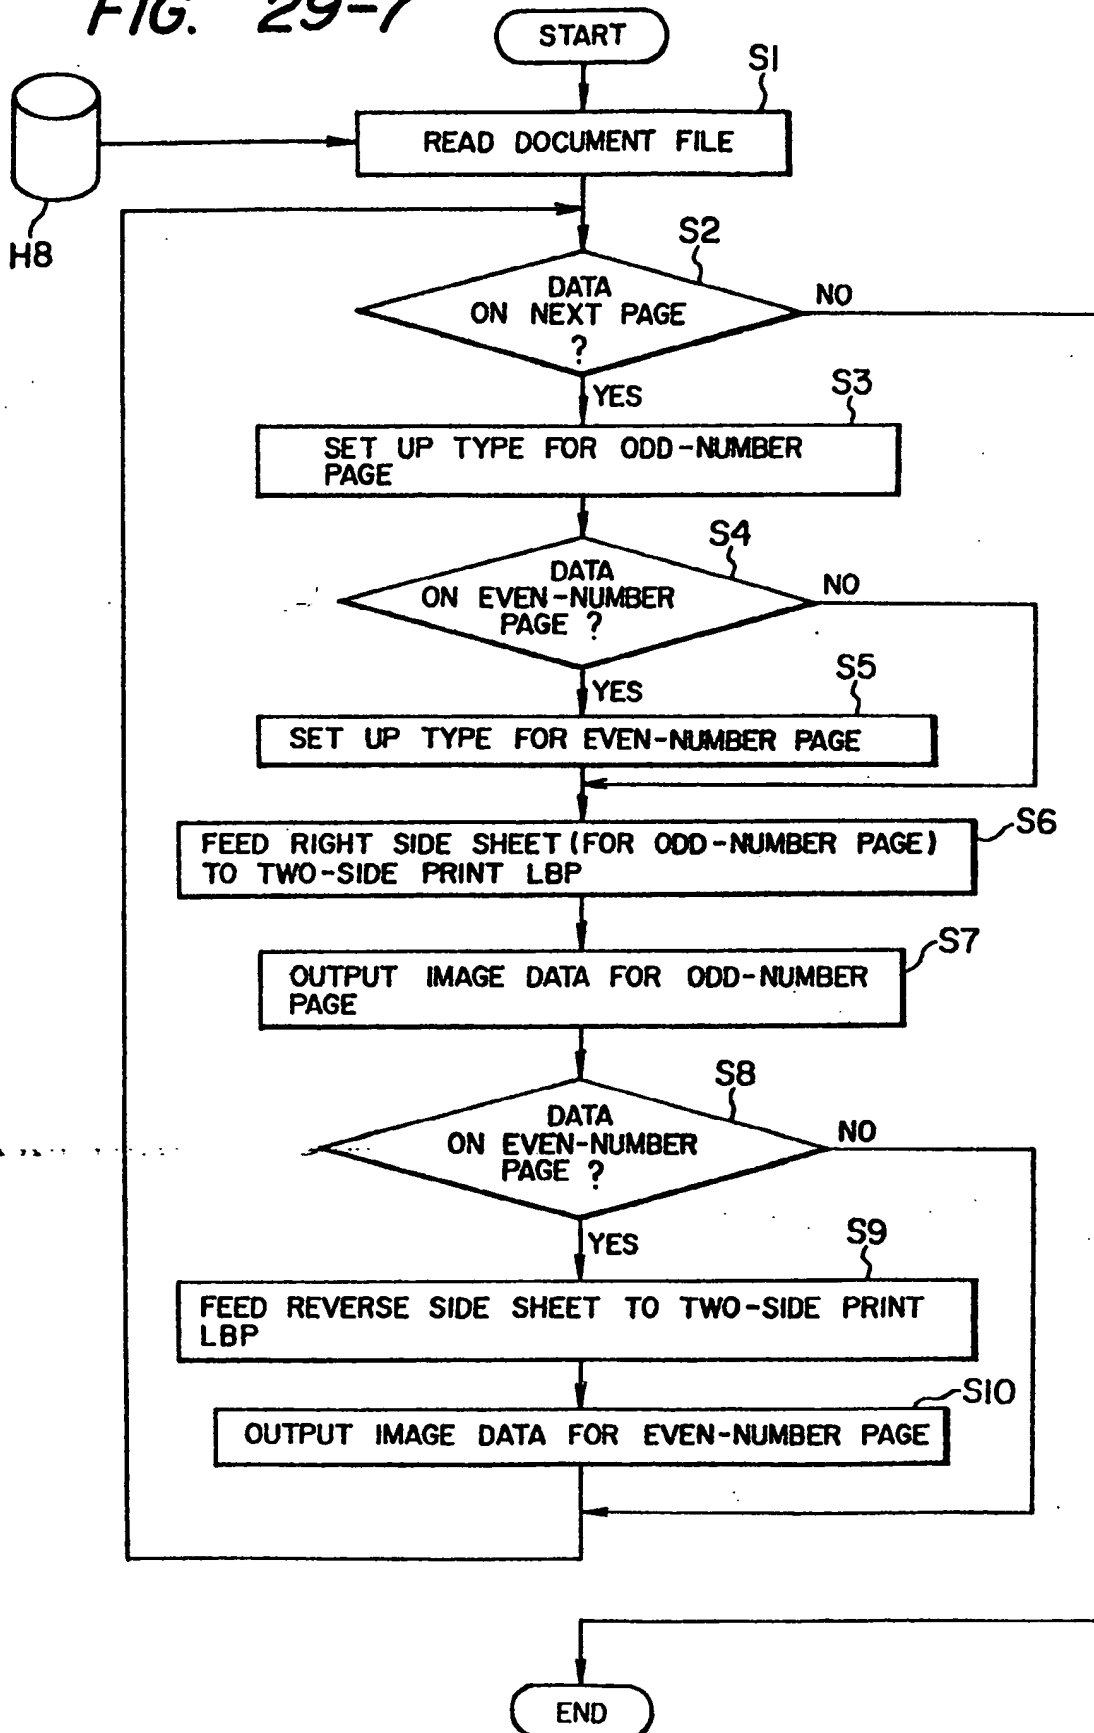 FIG. 29-7
START
S1
READ DOCUMENT FILE
H8
S2
DATA
ON NEXT PAGE
?
NO
YES
S3
SET UP TYPE FOR ODD-NUMBER
PAGE
S4
DATA
ON EVEN-NUMBER
PAGE ?
NO
YES
S5
SET UP TYPE FOR EVEN-NUMBER PAGE
S6
FEED RIGHT SIDE SHEET (FOR ODD-NUMBER PAGE)
TO TWO-SIDE PRINT LBP
S7
OUTPUT IMAGE DATA FOR ODD-NUMBER
PAGE
S8
DATA
ON EVEN-NUMBER
PAGE ?
NO
YES
S9
FEED REVERSE SIDE SHEET TO TWO-SIDE PRINT
LBP
S10
OUTPUT IMAGE DATA FOR EVEN-NUMBER PAGE
END